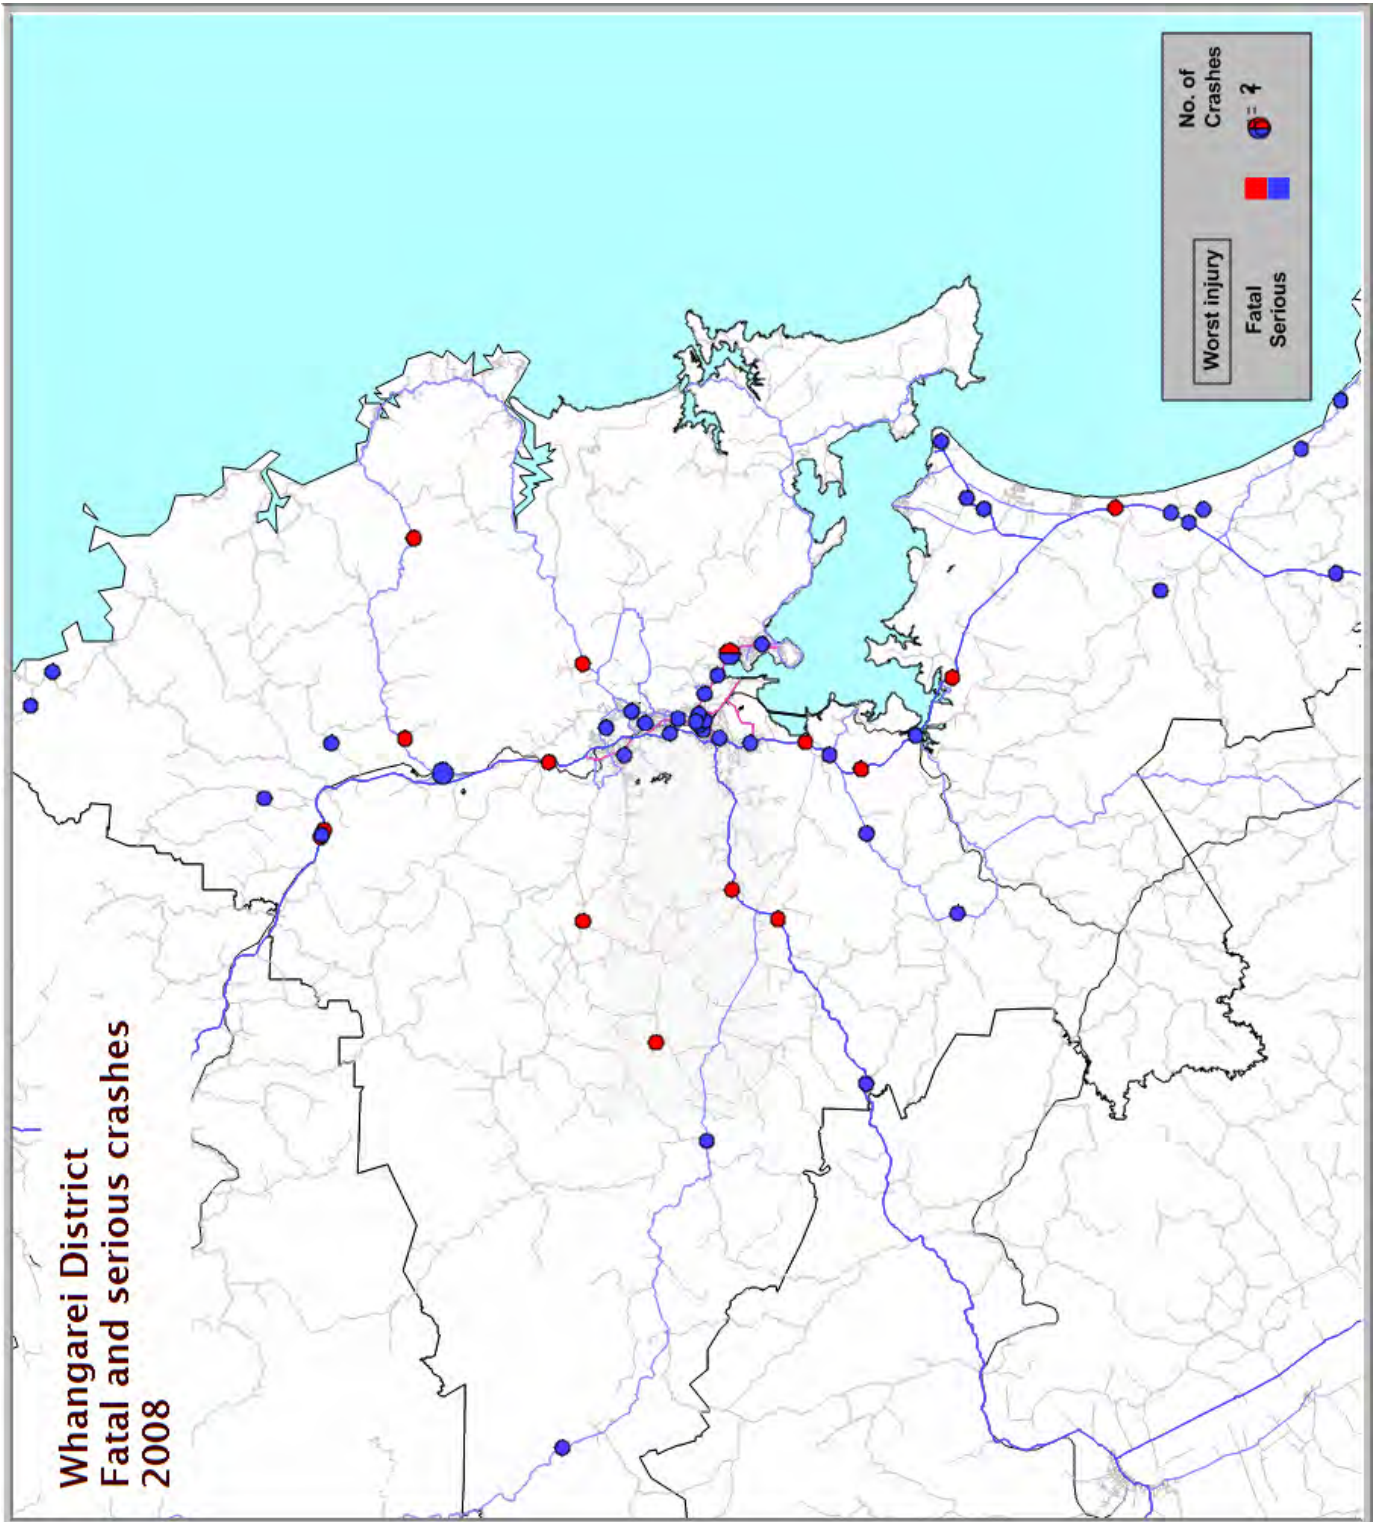 Whangarei District
Fatal and serious crashes
2008
Worst injury
Fatal
Serious
No. of
Crashes